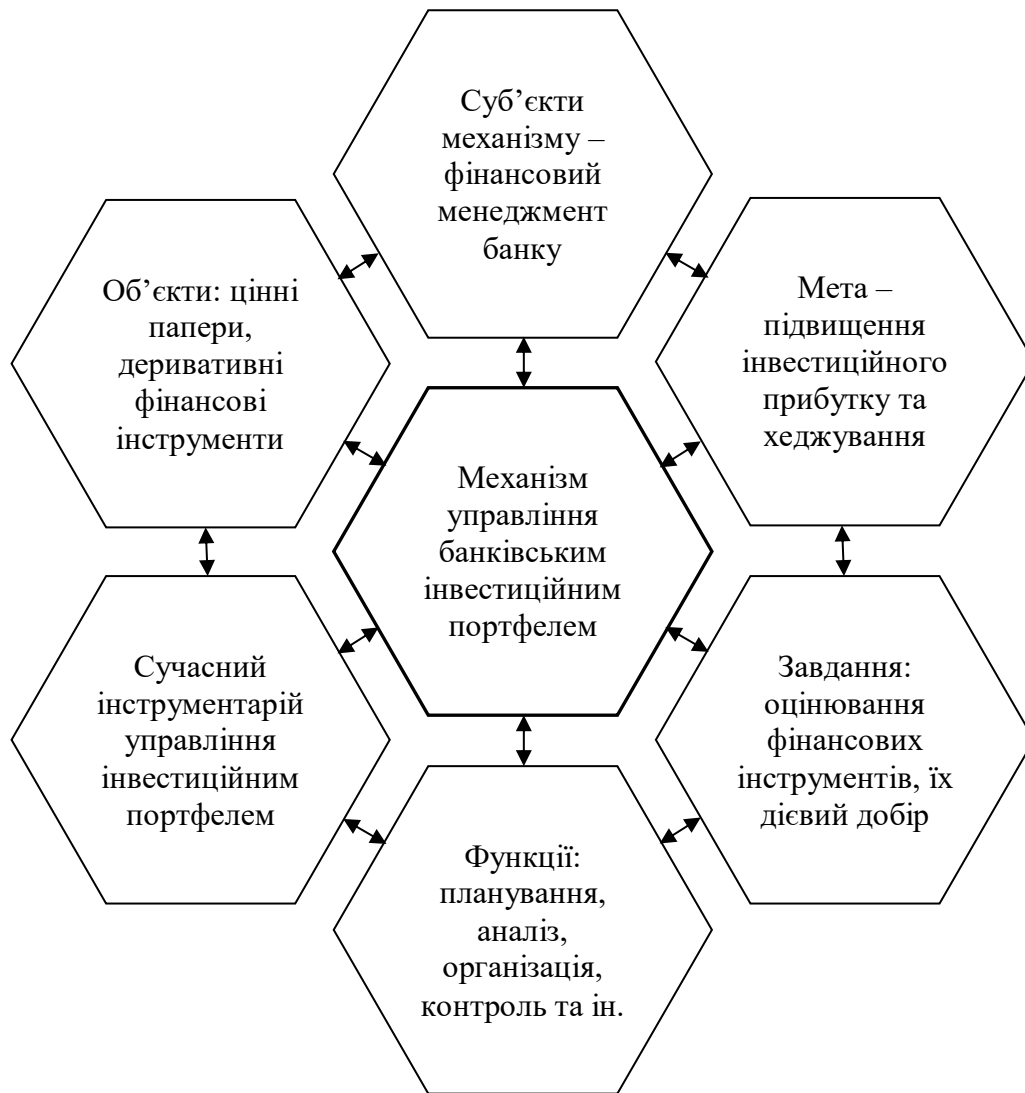 Суб’єкти
механізму –
фінансовий
менеджмент
банку
Об’єкти: цінні
папери,
деривативні
фінансові
інструменти
Мета –
підвищення
інвестиційного
прибутку та
хеджування
Механізм
управління
банківським
інвестиційним
портфелем
Сучасний
інструментарій
управління
інвестиційним
портфелем
Завдання:
оцінювання
фінансових
інструментів, їх
дієвий добір
Функції:
планування,
аналіз,
організація,
контроль та ін.